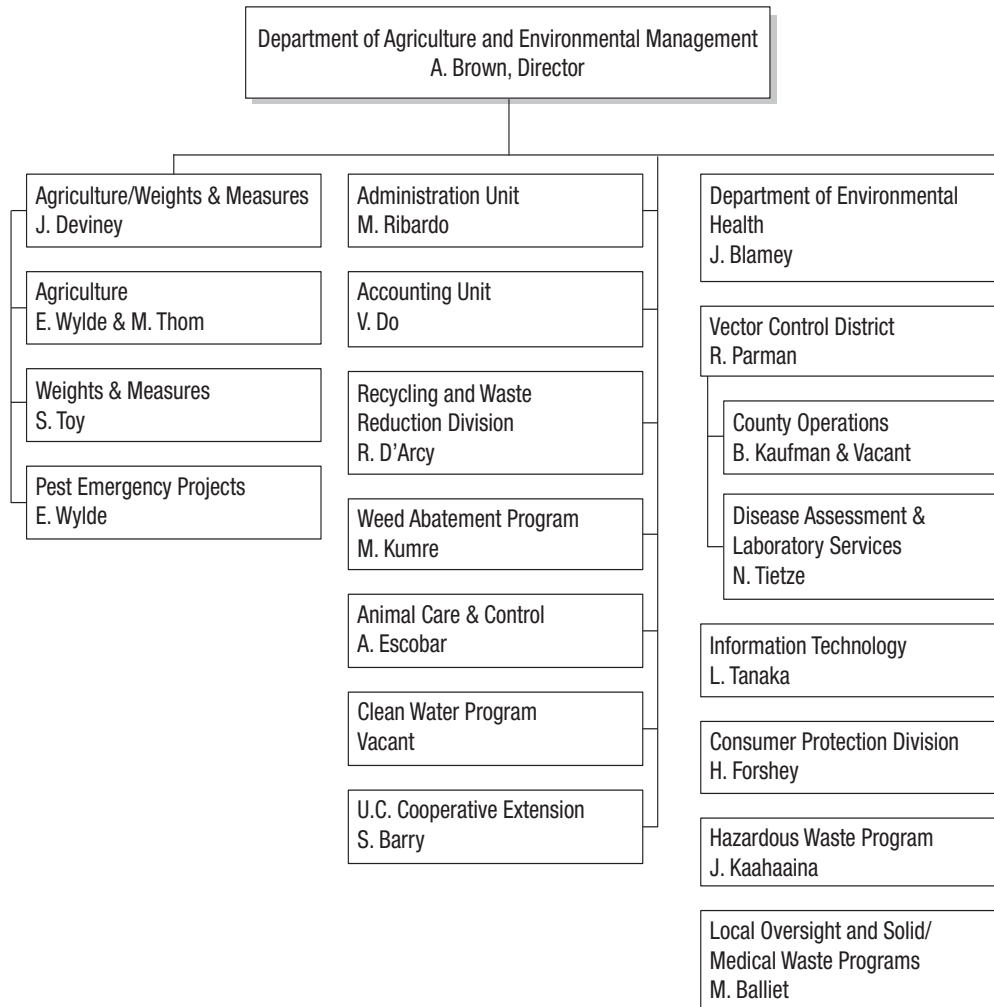 Department of Agriculture and Environmental Management
A. Brown, Director
Agriculture/Weights & Measures
J. Deviney
Agriculture
E. Wylde & M. Thom
Weights & Measures
S. Toy
Pest Emergency Projects
E. Wylde
Administration Unit
M. Ribardo
Accounting Unit
V. Do
Recycling and Waste
Reduction Division
R. D’Arcy
Weed Abatement Program
M. Kumre
Animal Care & Control
A. Escobar
Clean Water Program
Vacant
U.C. Cooperative Extension
S. Barry
Department of Environmental
Health
J. Blamey
Vector Control District
R. Parman
County Operations
B. Kaufman & Vacant
Disease Assessment &
Laboratory Services
N. Tietze
Information Technology
L. Tanaka
Consumer Protection Division
H. Forshey
Hazardous Waste Program
J. Kaahaaina
Local Oversight and Solid/
Medical Waste Programs
M. Balliet